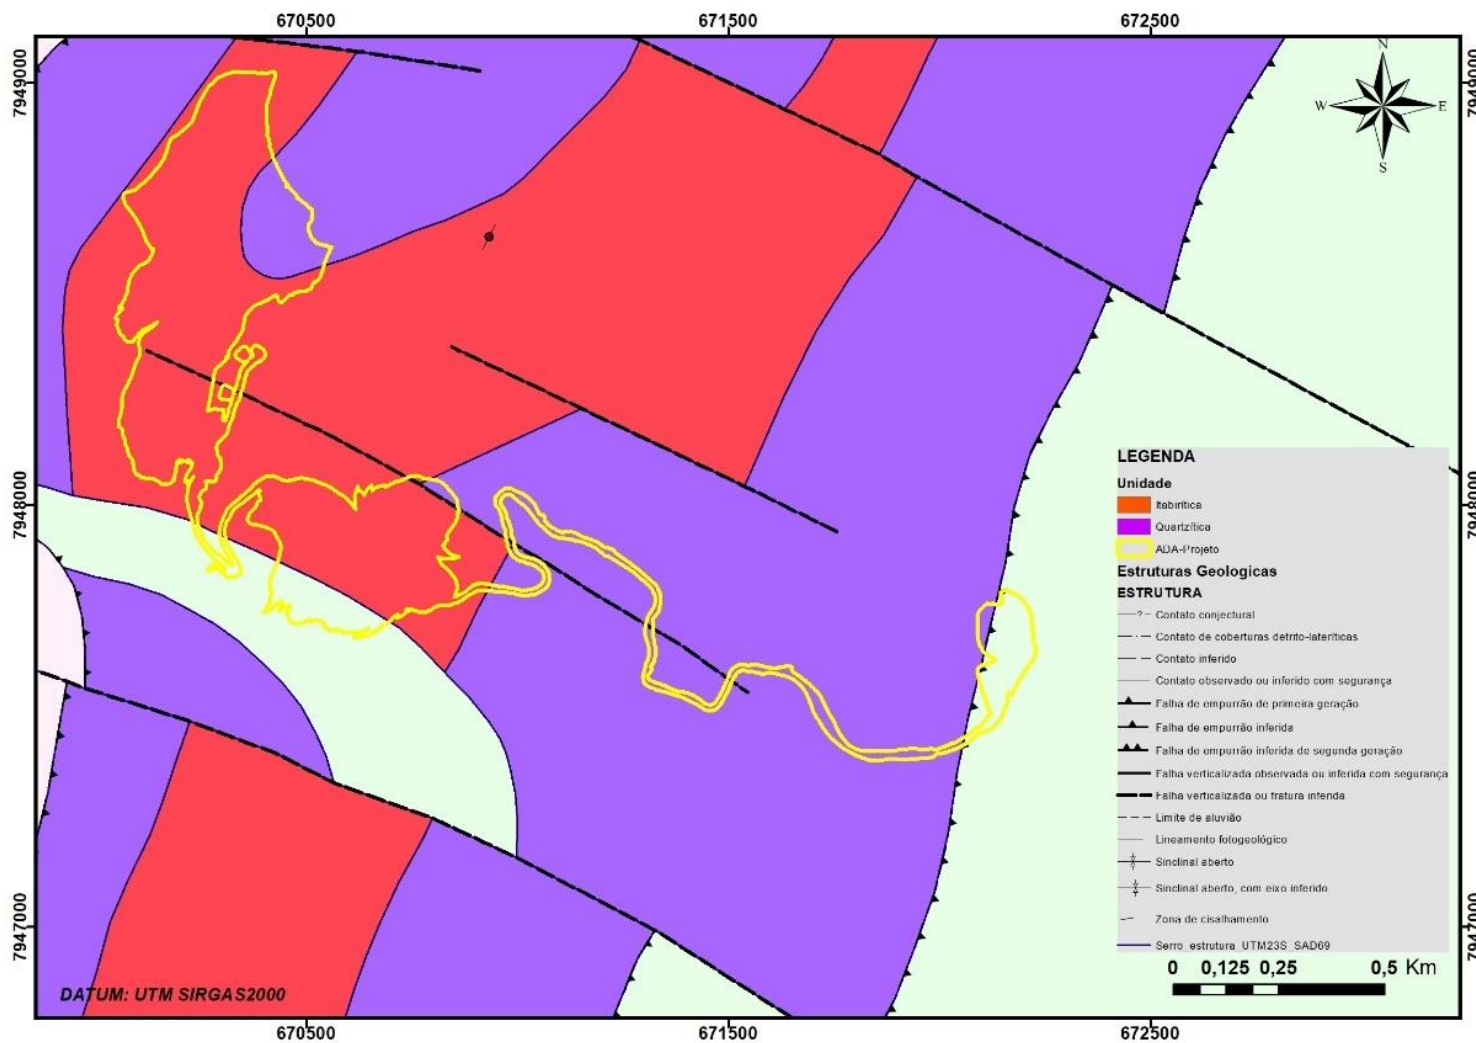 670500 671500 672500
7949000 7949000
N
W E
S
7948000 7948000
LEGENDA
Unidade
Itabirítica
Quartzítica
ADA-Projeto
Estruturas Geologicas
ESTRUTURA
? Contato conjectural
Contato de coberturas detrito-lateríticas
Contato inferido
Contato observado ou inferido com segurança
Falha de empurrão de primeira geração
Falha de empurrão inferida
Falha de empurrão inferida de segunda geração
Falha verticalizada observada ou inferida com segurança
Falha verticalizada ou fratura inferida
Limite de aluvião
Lineamento fotogeológico
Sinclinal aberto
Sinclinal aberto, com eixo inferido
Zona de cisalhamento
Serro_estrutura_UTM23S_SAD69
7947000 7947000
0 0,125 0,25 0,5 Km
DATUM: UTM SIRGAS2000
670500 671500 672500